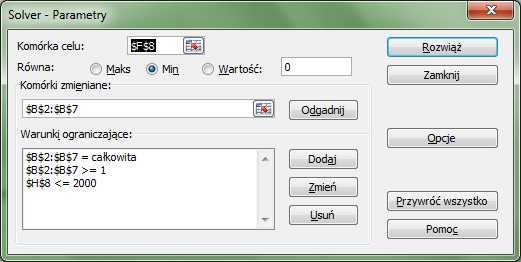 Solver - Parametry
Komórka celu: $F$8 Rozwiąż
Równa: Maks Min Wartość: 0 Zamknij
Komórki zmieniane:
$B$2:$B$7 Odgadnij
Warunki ograniczające: Opcje
$B$2:$B$7 = całkowita Dodaj
$B$2:$B$7 >= 1
$H$8 <= 2000 Zmień
Przywróć wszystko
Usuń
Pomoc